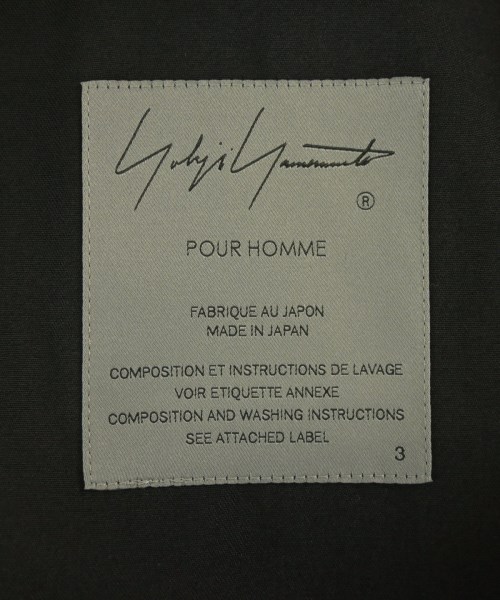 Yohji Yamamoto
®
POUR HOMME
FABRIQUE AU JAPON
MADE IN JAPAN
COMPOSITION ET INSTRUCTIONS DE LAVAGE
VOIR ETIQUETTE ANNEXE
COMPOSITION AND WASHING INSTRUCTIONS
SEE ATTACHED LABEL
3